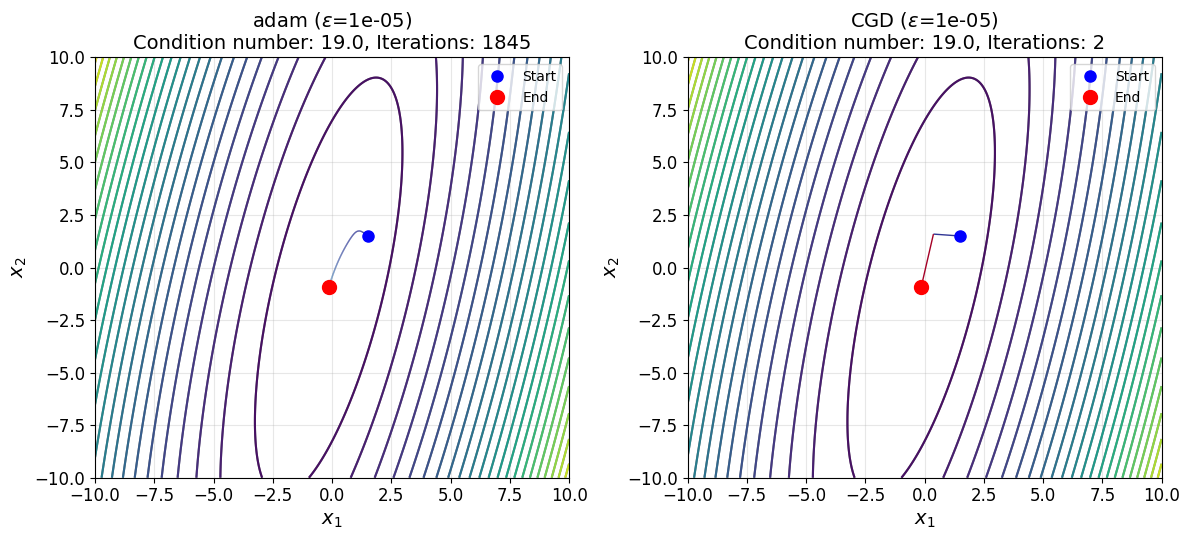 adam (ε=1e-05)
Condition number: 19.0, Iterations: 1845
10.0
7.5
5.0
2.5
0.0
−2.5
−5.0
−7.5
−10.0
x₂
Start
End
−10.0 −7.5 −5.0 −2.5 0.0 2.5 5.0 7.5 10.0
x₁
CGD (ε=1e-05)
Condition number: 19.0, Iterations: 2
10.0
7.5
5.0
2.5
0.0
−2.5
−5.0
−7.5
−10.0
x₂
Start
End
−10.0 −7.5 −5.0 −2.5 0.0 2.5 5.0 7.5 10.0
x₁